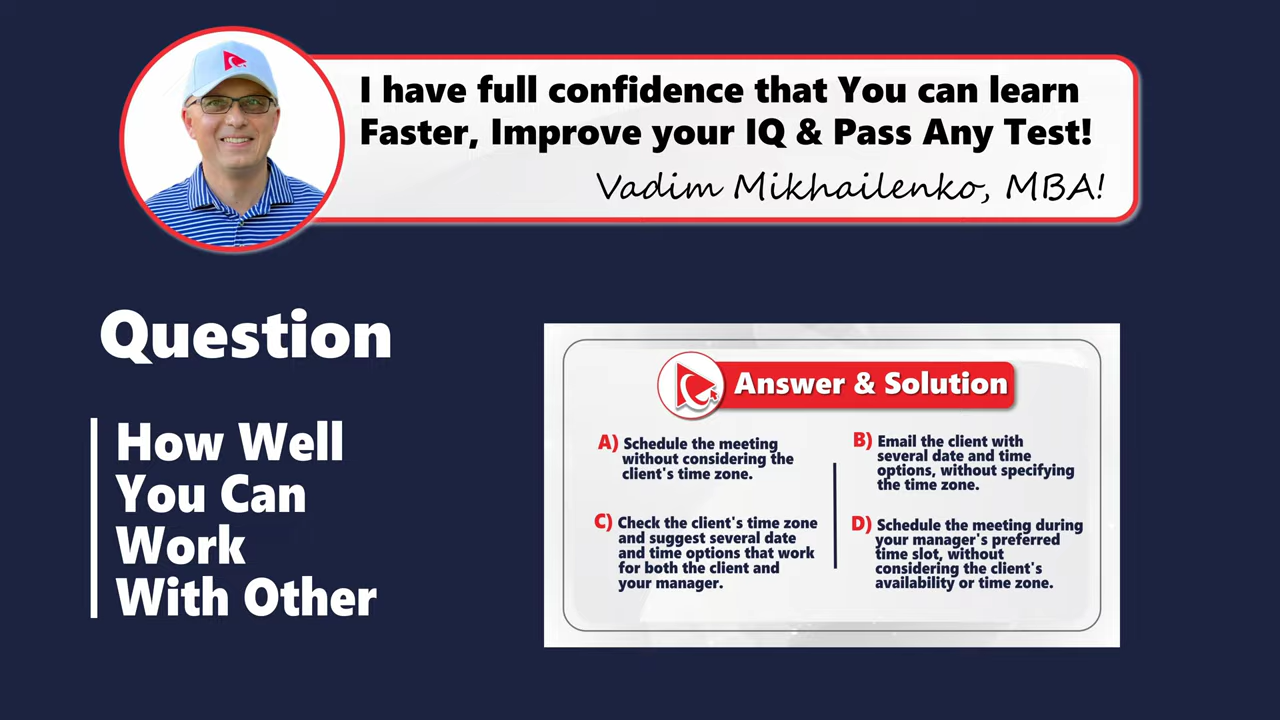 I have full confidence that You can learn
Faster, Improve your IQ & Pass Any Test!
Vadim Mikhailenko, MBA!
Question
How Well
You Can
Work
With Other
Answer & Solution
A) Schedule the meeting
without considering the
client's time zone.
B) Email the client with
several date and time
options, without specifying
the time zone.
C) Check the client's time zone
and suggest several date
and time options that work
for both the client and
your manager.
D) Schedule the meeting during
your manager's preferred
time slot, without
considering the client's
availability or time zone.